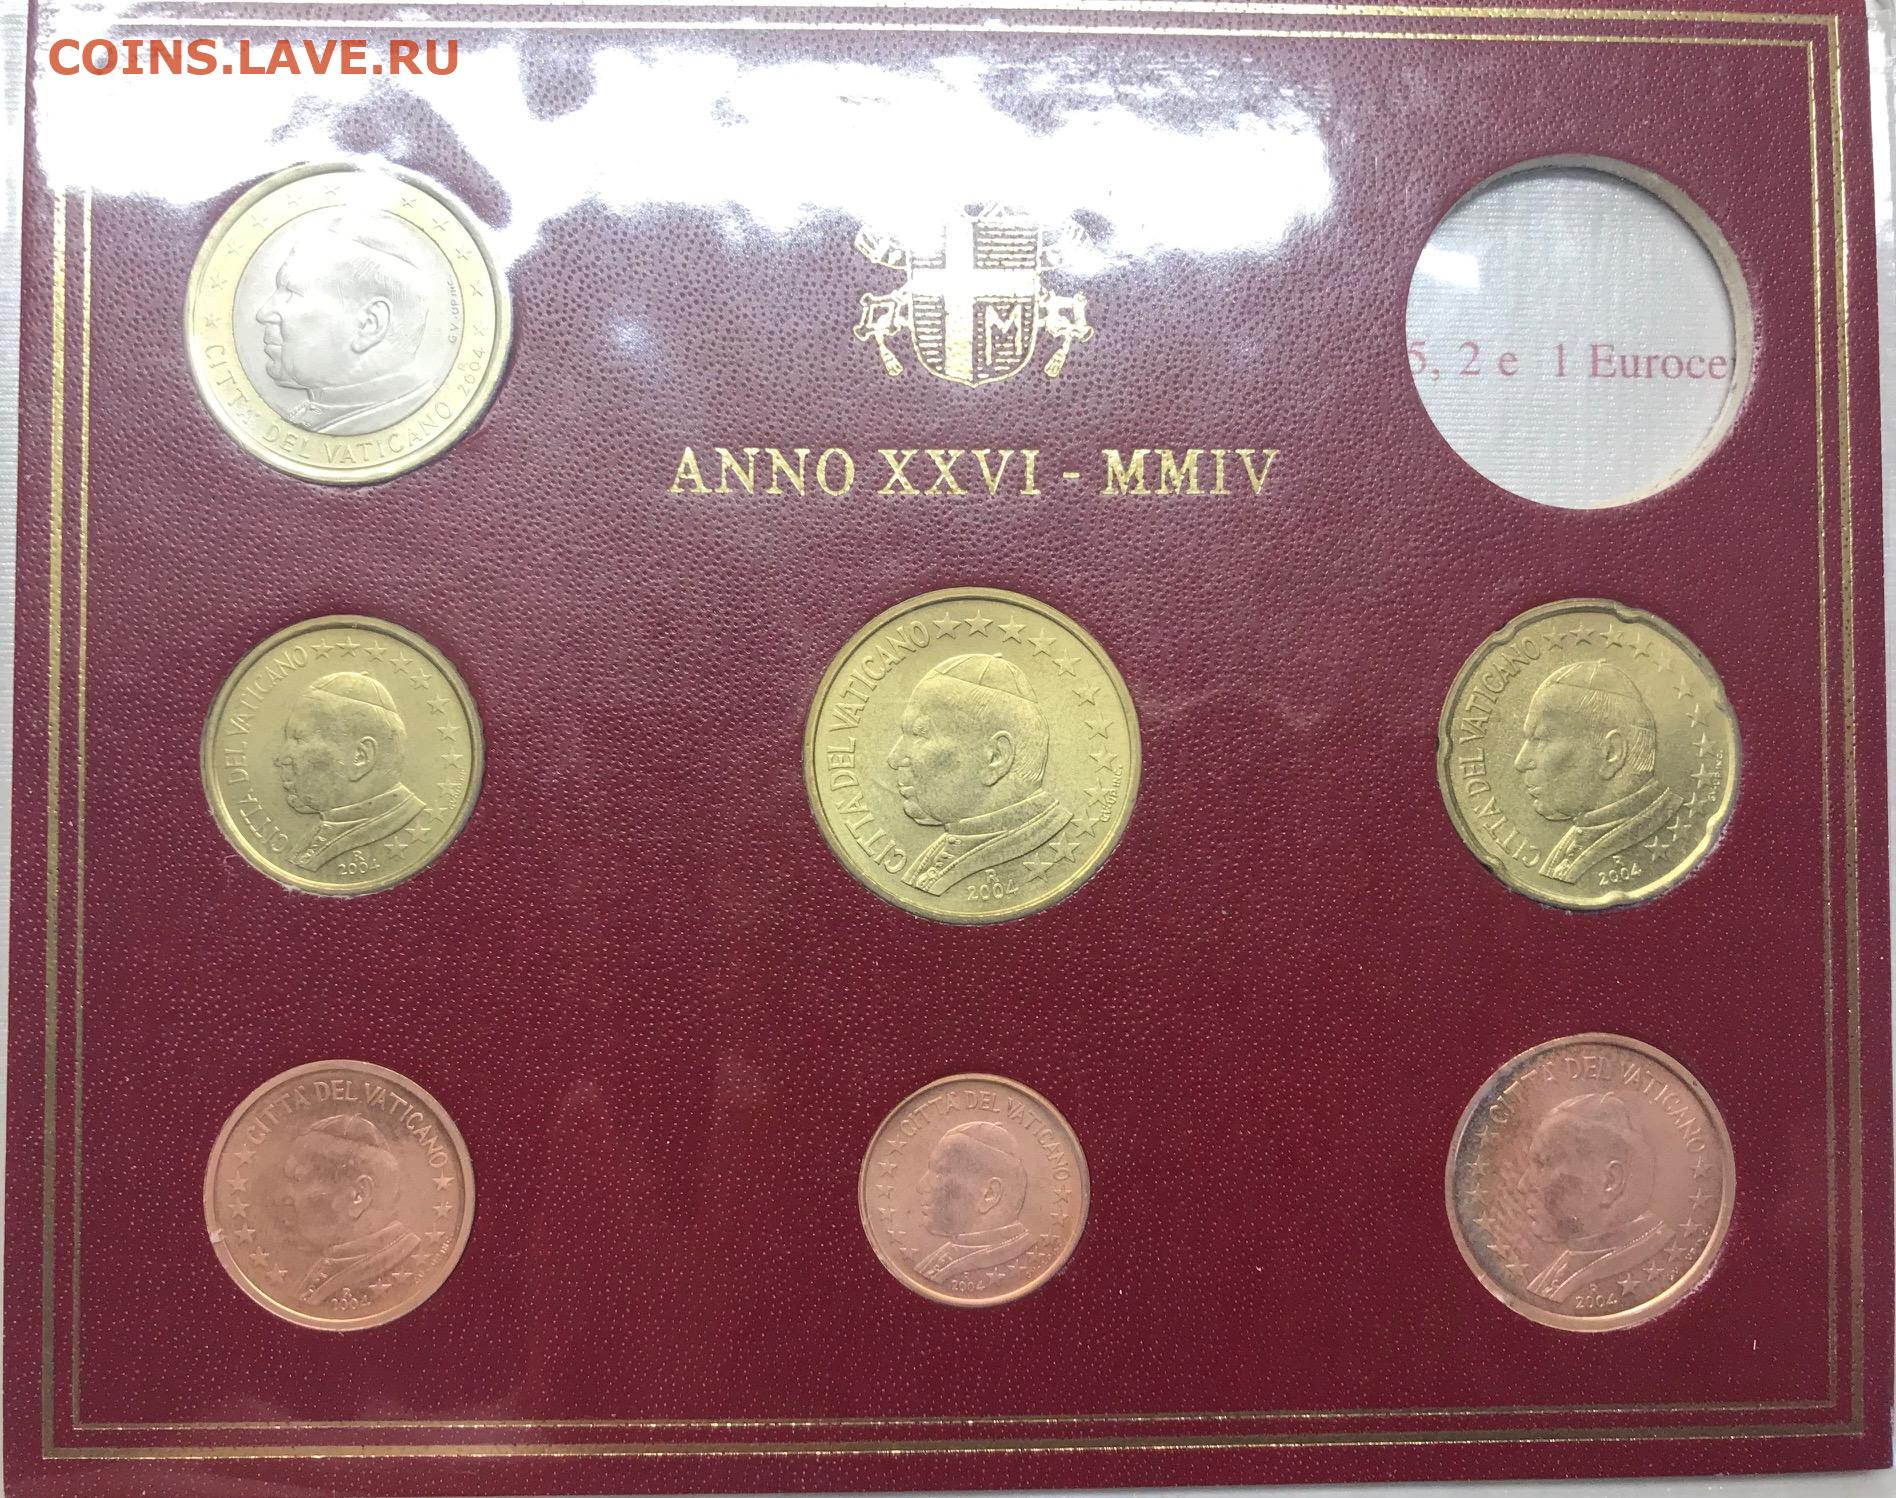 COINS.LAVE.RU
CITTA' DEL VATICANO 2004
R
5, 2 e 1 Euroce
M
ANNO XXVI - MMIV
CITTA' DEL VATICANO
R
2004
CITTA' DEL VATICANO
R
2004
CITTA' DEL VATICANO
R
2004
CITTA' DEL VATICANO
R
2004
CITTA' DEL VATICANO
R
2004
CITTA' DEL VATICANO
R
2004